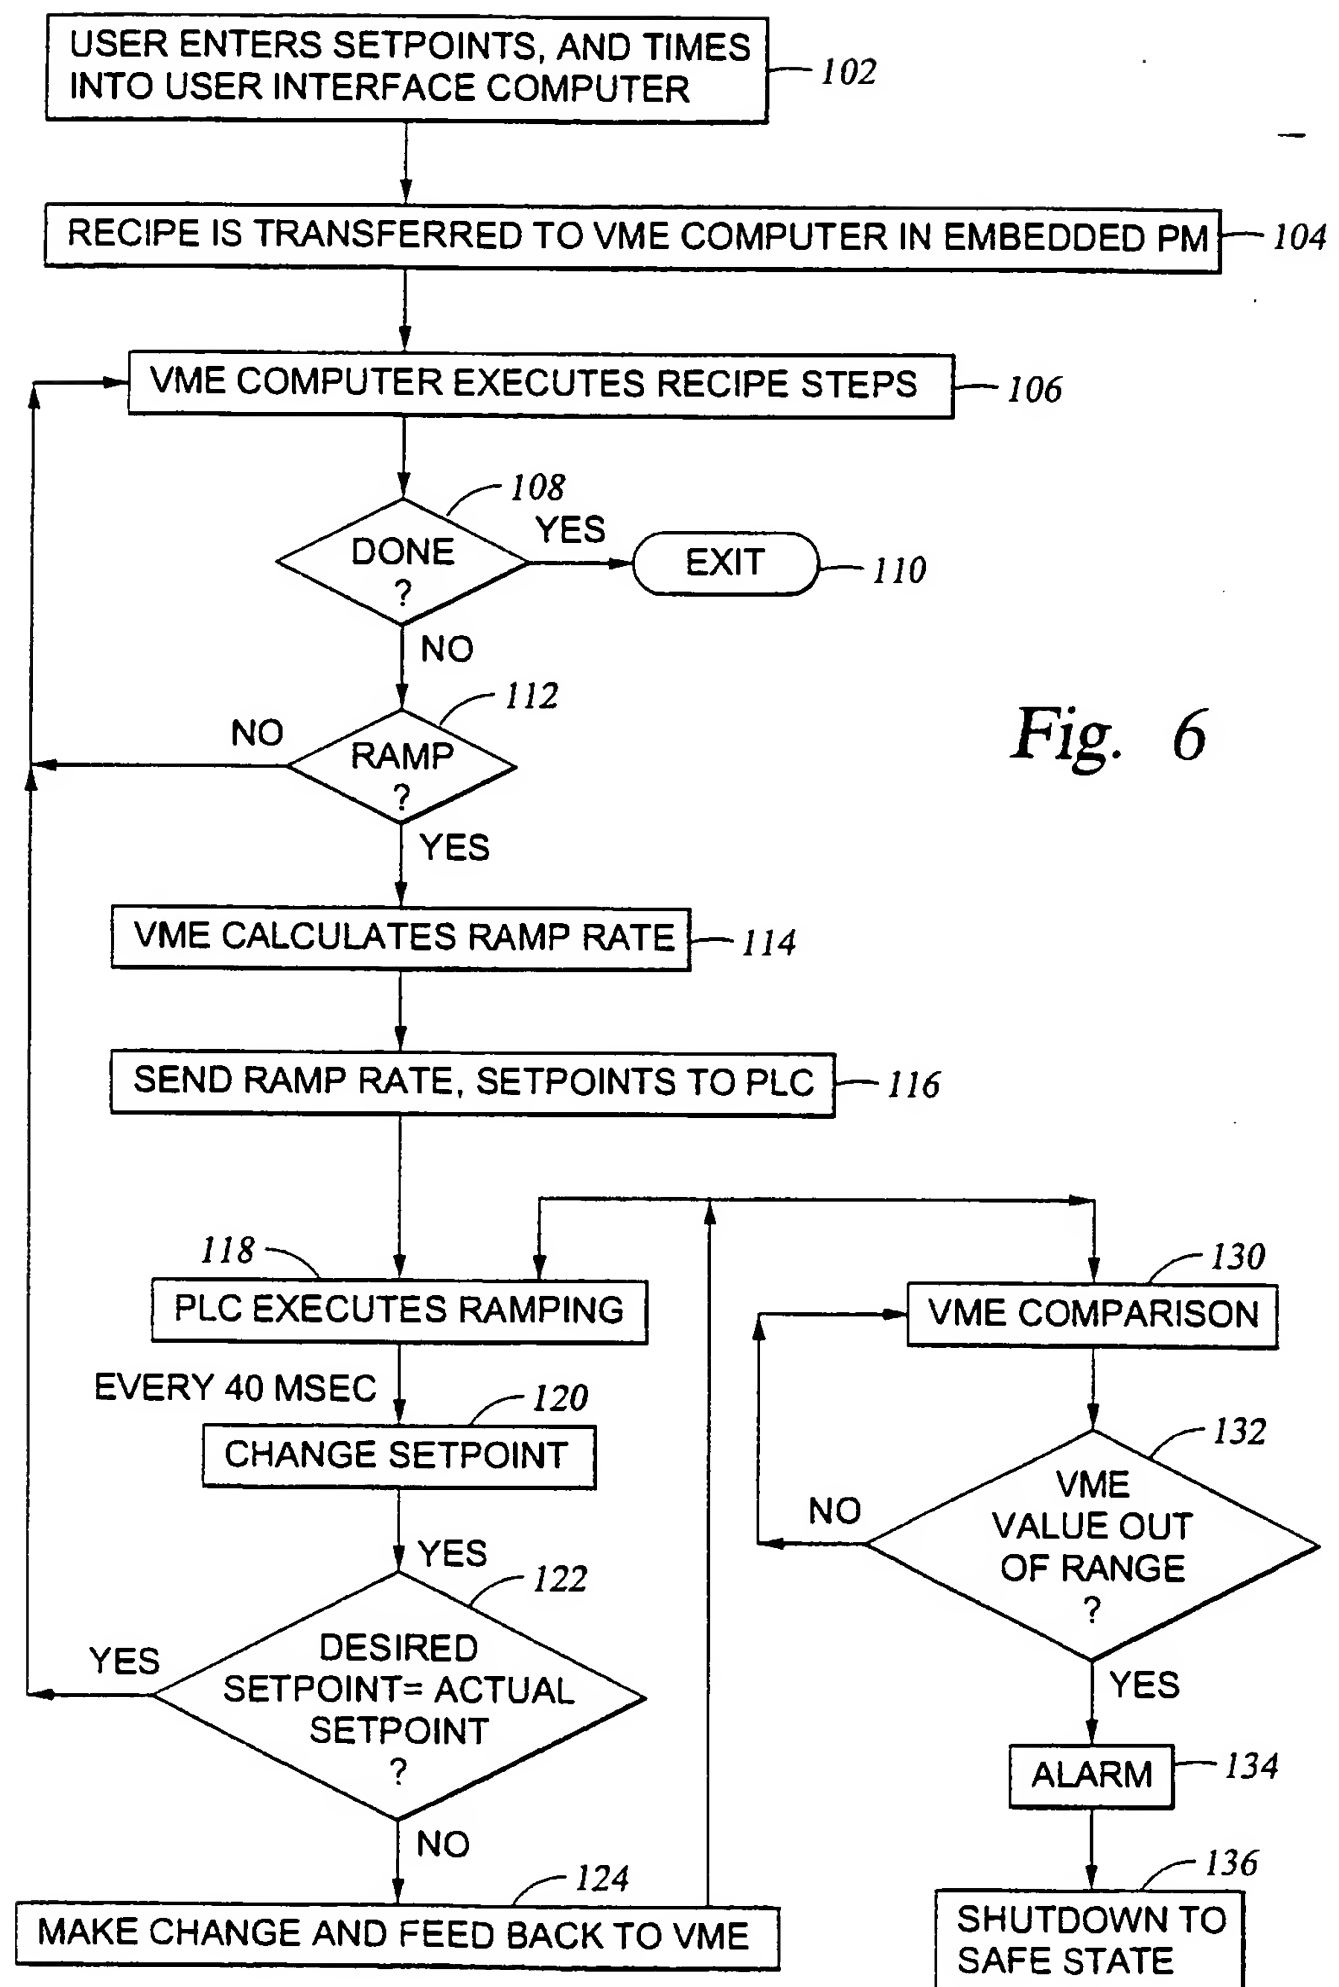 USER ENTERS SETPOINTS, AND TIMES
INTO USER INTERFACE COMPUTER
102
RECIPE IS TRANSFERRED TO VME COMPUTER IN EMBEDDED PM
104
VME COMPUTER EXECUTES RECIPE STEPS
106
108
DONE
?
YES
EXIT
110
NO
112
NO
RAMP
?
Fig. 6
YES
VME CALCULATES RAMP RATE
114
SEND RAMP RATE, SETPOINTS TO PLC
116
118
PLC EXECUTES RAMPING
EVERY 40 MSEC
120
CHANGE SETPOINT
YES
122
YES
DESIRED
SETPOINT= ACTUAL
SETPOINT
?
NO
124
MAKE CHANGE AND FEED BACK TO VME
130
VME COMPARISON
132
NO
VME
VALUE OUT
OF RANGE
?
YES
ALARM
134
136
SHUTDOWN TO
SAFE STATE